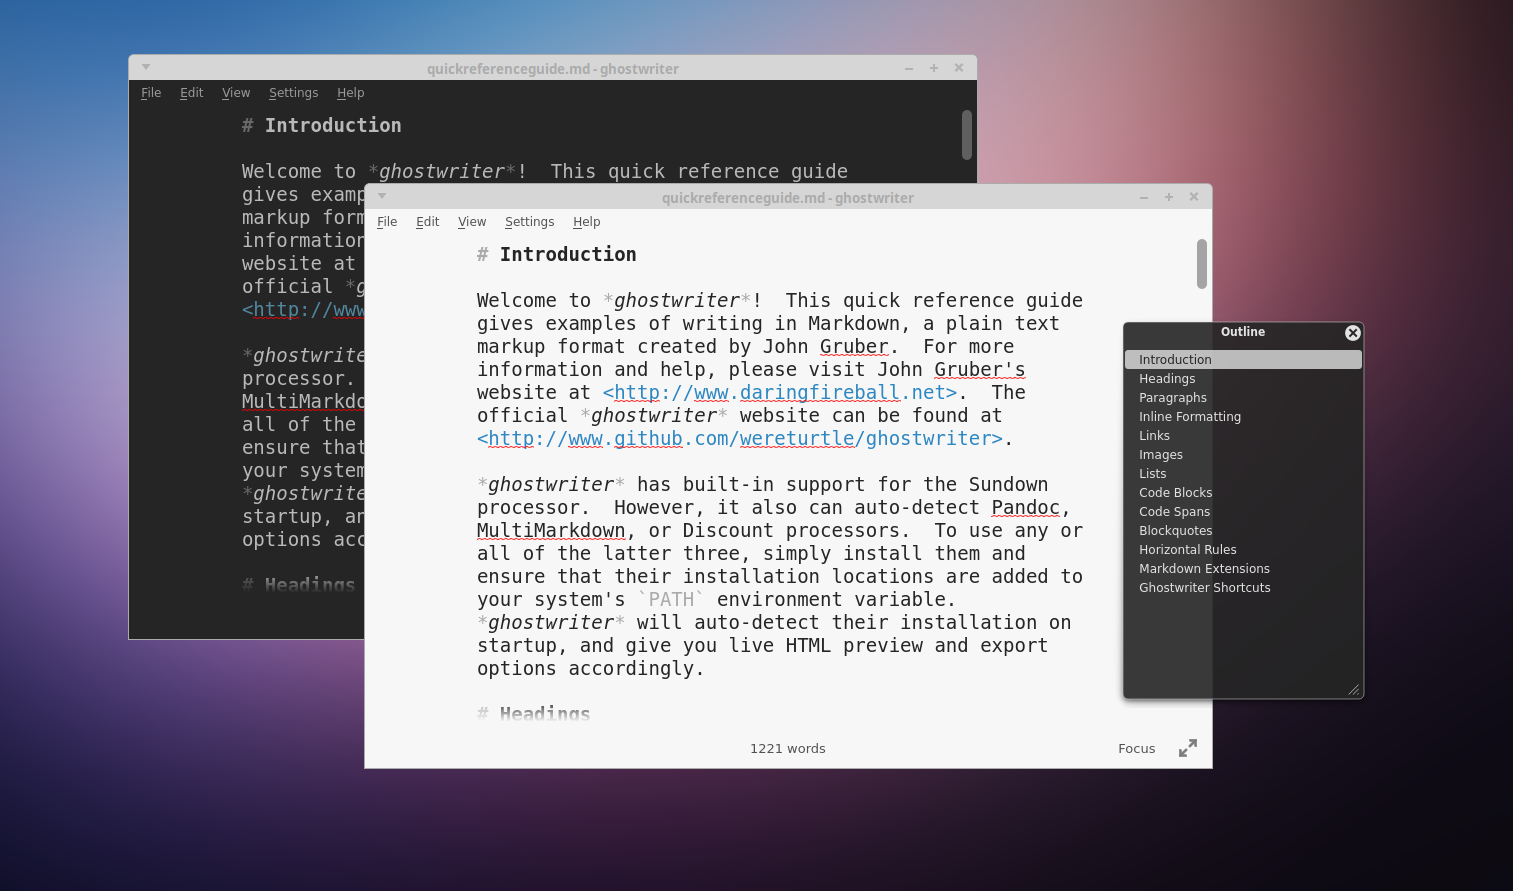 quickreferenceguide.md - ghostwriter
File Edit View Settings Help
# Introduction
Welcome to *ghostwriter*!  This quick reference guide
gives examp
markup form
information
website at
official *g
<http://www
*ghostwrite
processor.
MultiMarkdo
all of the
ensure that
your system
*ghostwrite
startup, an
options acc
# Headings
quickreferenceguide.md - ghostwriter
File Edit View Settings Help
# Introduction
Welcome to *ghostwriter*!  This quick reference guide
gives examples of writing in Markdown, a plain text
markup format created by John Gruber.  For more
information and help, please visit John Gruber's
website at <http://www.daringfireball.net>.  The
official *ghostwriter* website can be found at
<http://www.github.com/wereturtle/ghostwriter>.
*ghostwriter* has built-in support for the Sundown
processor.  However, it also can auto-detect Pandoc,
MultiMarkdown, or Discount processors.  To use any or
all of the latter three, simply install them and
ensure that their installation locations are added to
your system's `PATH` environment variable.
*ghostwriter* will auto-detect their installation on
startup, and give you live HTML preview and export
options accordingly.
# Headings
1221 words
Focus
Outline
Introduction
Headings
Paragraphs
Inline Formatting
Links
Images
Lists
Code Blocks
Code Spans
Blockquotes
Horizontal Rules
Markdown Extensions
Ghostwriter Shortcuts